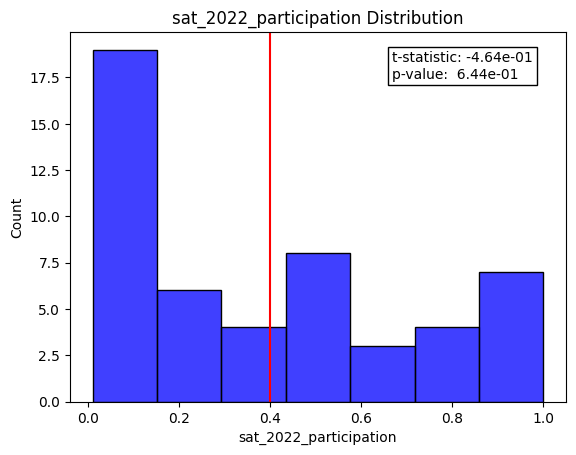 sat_2022_participation Distribution
t-statistic: -4.64e-01
p-value:  6.44e-01
Count
17.5
15.0
12.5
10.0
7.5
5.0
2.5
0.0
0.0 0.2 0.4 0.6 0.8 1.0
sat_2022_participation